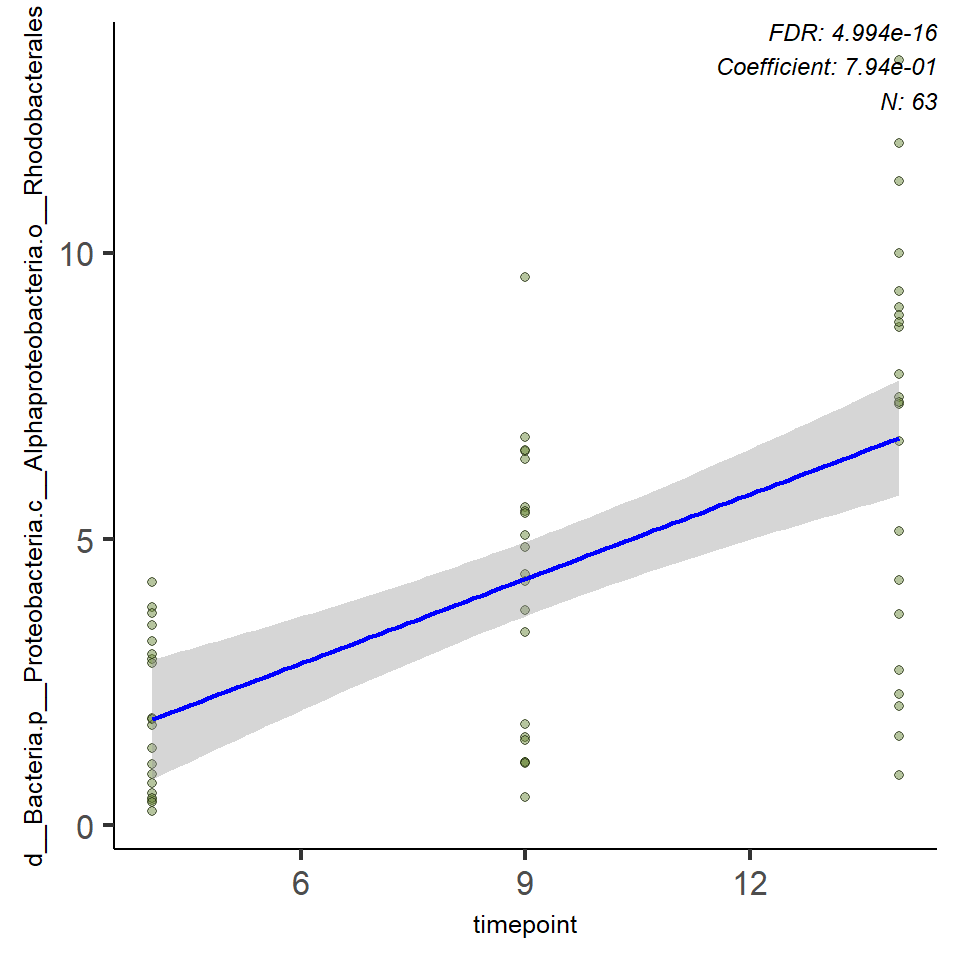 FDR: 4.994e-16
Coefficient: 7.94e-01
N: 63
d__Bacteria.p__Proteobacteria.c__Alphaproteobacteria.o__Rhodobacterales
10
5
0
6 9 12
timepoint